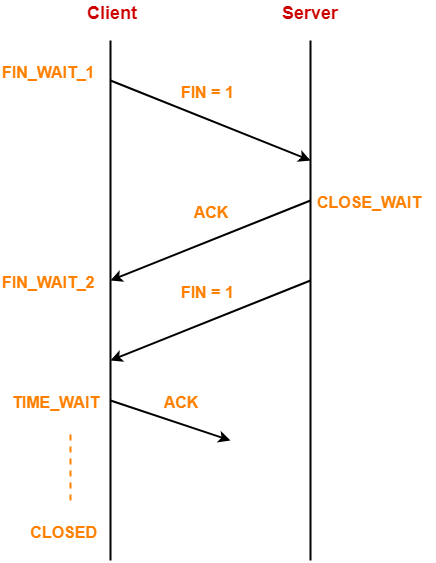 Client
Server
FIN_WAIT_1
FIN = 1
CLOSE_WAIT
ACK
FIN_WAIT_2
FIN = 1
TIME_WAIT
ACK
CLOSED